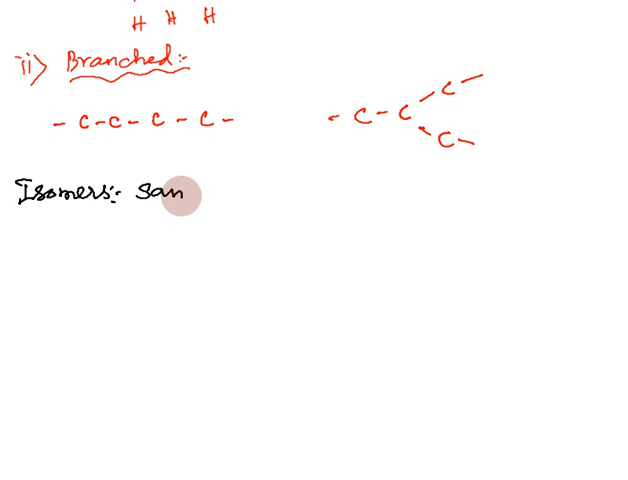 H H H
ii) Branched:-
- C - C - C - C - - C - C - C -
- C -
Isomers:- San